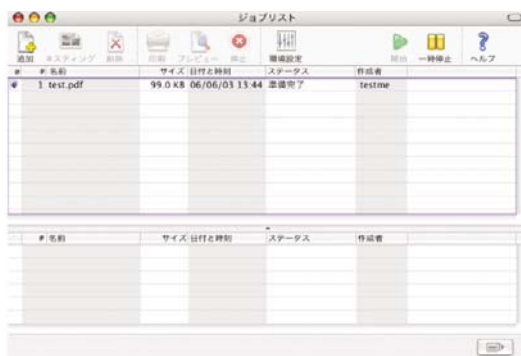 ジョブリスト
追加 ネスティング 削除 印刷 プレビュー 停止 環境設定 開始 一時停止 ヘルプ
# 名前 サイズ 日付と時刻 ステータス 作成者
1 test.pdf 99.0 KB 06/06/03 13:44 準備完了 testme
# 名前 サイズ 日付と時刻 ステータス 作成者